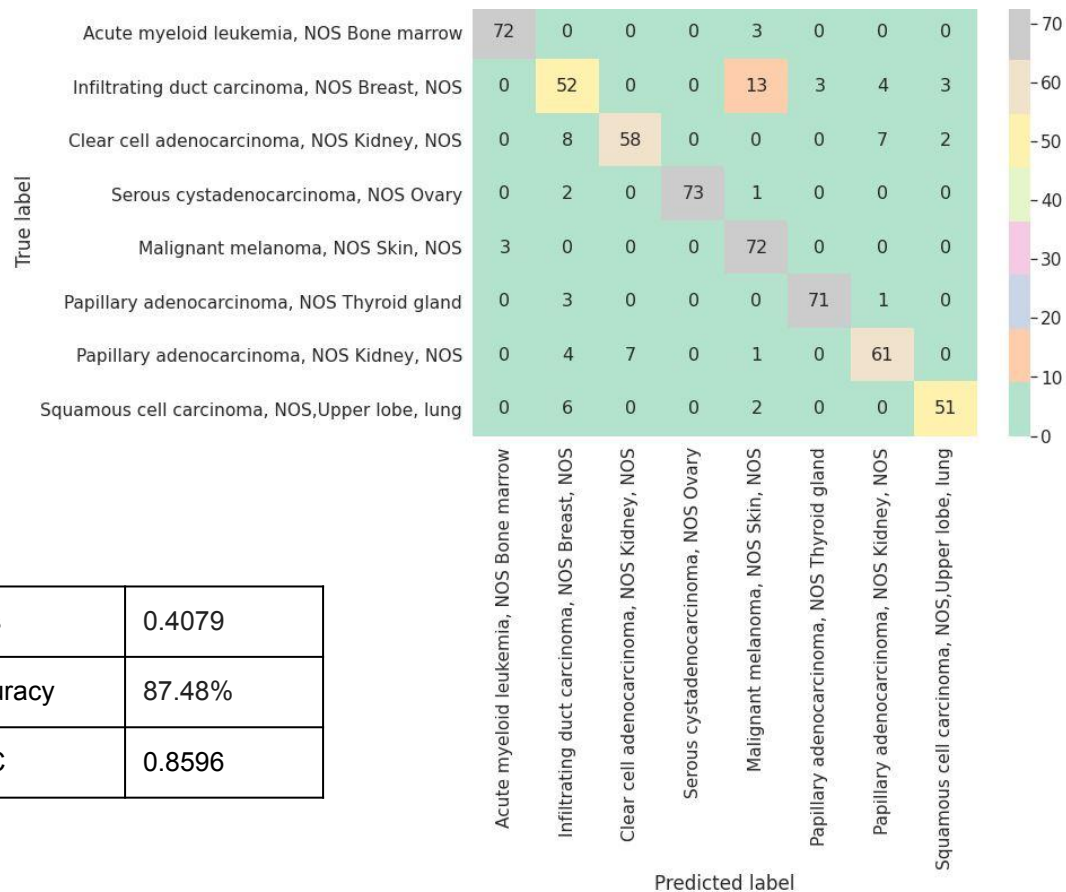 Acute myeloid leukemia, NOS Bone marrow 72 0 0 0 3 0 0 0
Infiltrating duct carcinoma, NOS Breast, NOS 0 52 0 0 13 3 4 3
Clear cell adenocarcinoma, NOS Kidney, NOS 0 8 58 0 0 0 7 2
Serous cystadenocarcinoma, NOS Ovary 0 2 0 73 1 0 0 0
Malignant melanoma, NOS Skin, NOS 3 0 0 0 72 0 0 0
Papillary adenocarcinoma, NOS Thyroid gland 0 3 0 0 0 71 1 0
Papillary adenocarcinoma, NOS Kidney, NOS 0 4 7 0 1 0 61 0
Squamous cell carcinoma, NOS,Upper lobe, lung 0 6 0 0 2 0 0 51
True label
70
60
50
40
30
20
10
0
Acute myeloid leukemia, NOS Bone marrow
Infiltrating duct carcinoma, NOS Breast, NOS
Clear cell adenocarcinoma, NOS Kidney, NOS
Serous cystadenocarcinoma, NOS Ovary
Malignant melanoma, NOS Skin, NOS
Papillary adenocarcinoma, NOS Thyroid gland
Papillary adenocarcinoma, NOS Kidney, NOS
Squamous cell carcinoma, NOS,Upper lobe, lung
Predicted label
0.4079
87.48%
0.8596